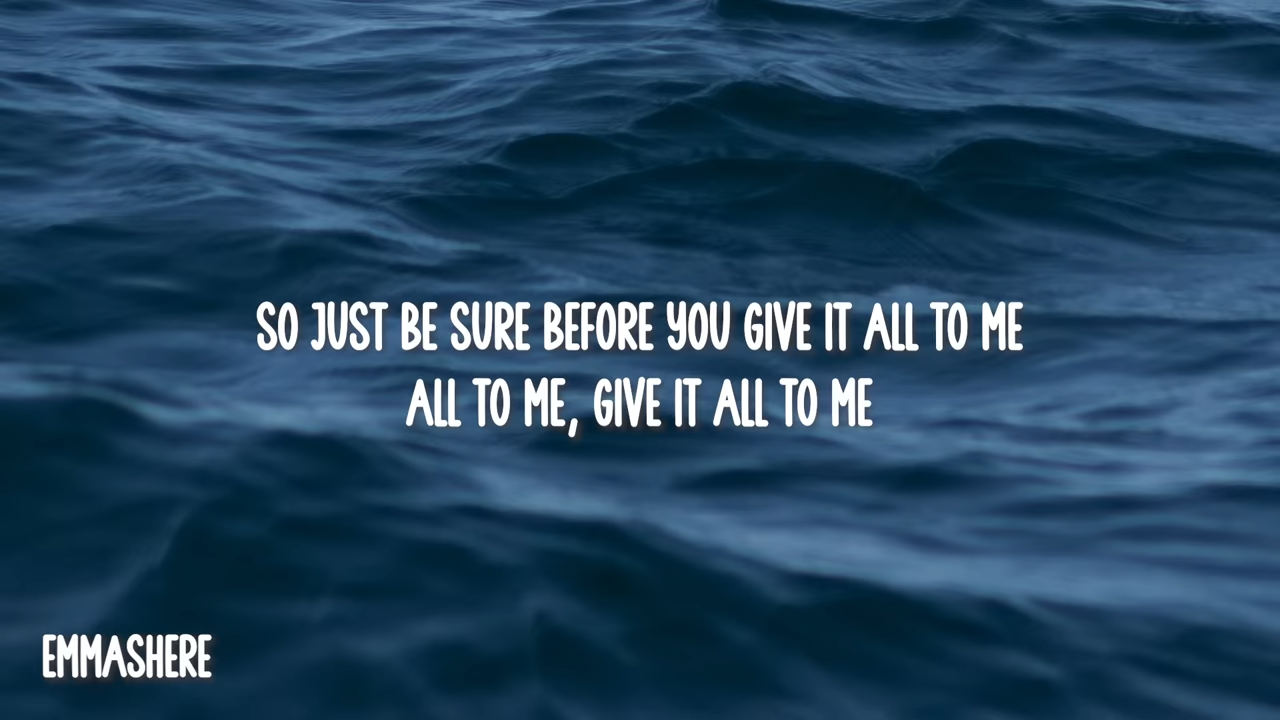 SO JUST BE SURE BEFORE YOU GIVE IT ALL TO ME
ALL TO ME, GIVE IT ALL TO ME
EMMASHERE